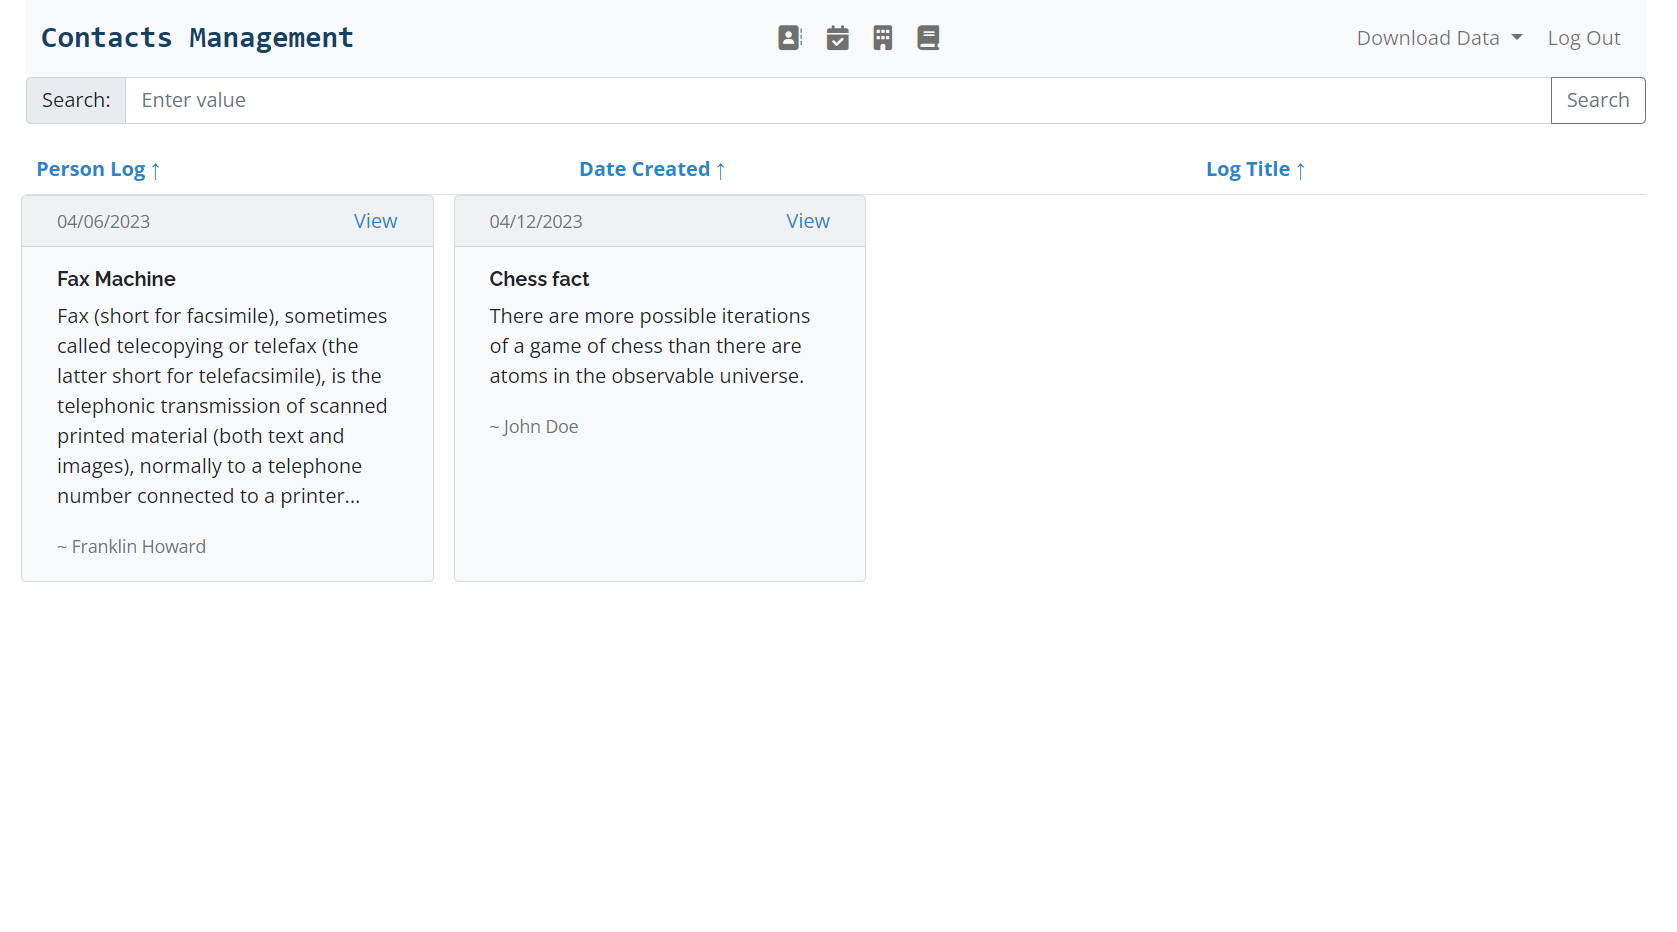 Contacts Management
Download Data
Log Out
Search:
Enter value
Search
Person Log ↑
Date Created ↑
Log Title ↑
04/06/2023
View
Fax Machine
Fax (short for facsimile), sometimes
called telecopying or telefax (the
latter short for telefacsimile), is the
telephonic transmission of scanned
printed material (both text and
images), normally to a telephone
number connected to a printer...
~ Franklin Howard
04/12/2023
View
Chess fact
There are more possible iterations
of a game of chess than there are
atoms in the observable universe.
~ John Doe